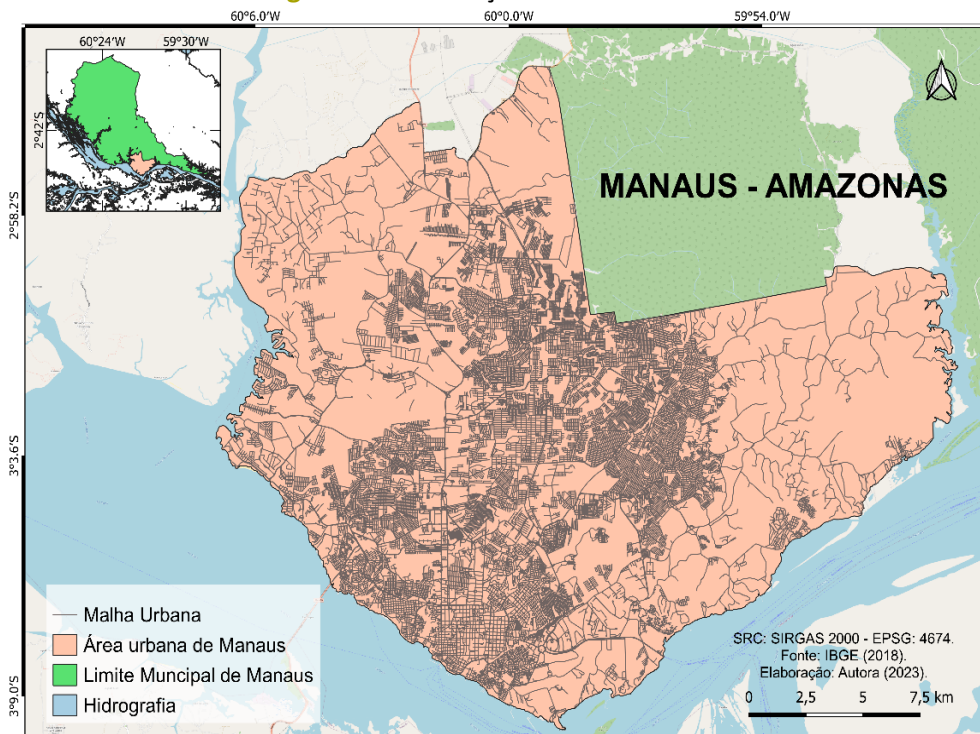 60°6.0'W 60°0.0'W 59°54.0'W
60°24'W 59°30'W
2°42'S
N
MANAUS - AMAZONAS
2°58.2'S
3°3.6'S
3°9.0'S
Malha Urbana
Área urbana de Manaus
Limite Muncipal de Manaus
Hidrografia
SRC: SIRGAS 2000 - EPSG: 4674.
Fonte: IBGE (2018).
Elaboração: Autora (2023).
0 2,5 5 7,5 km